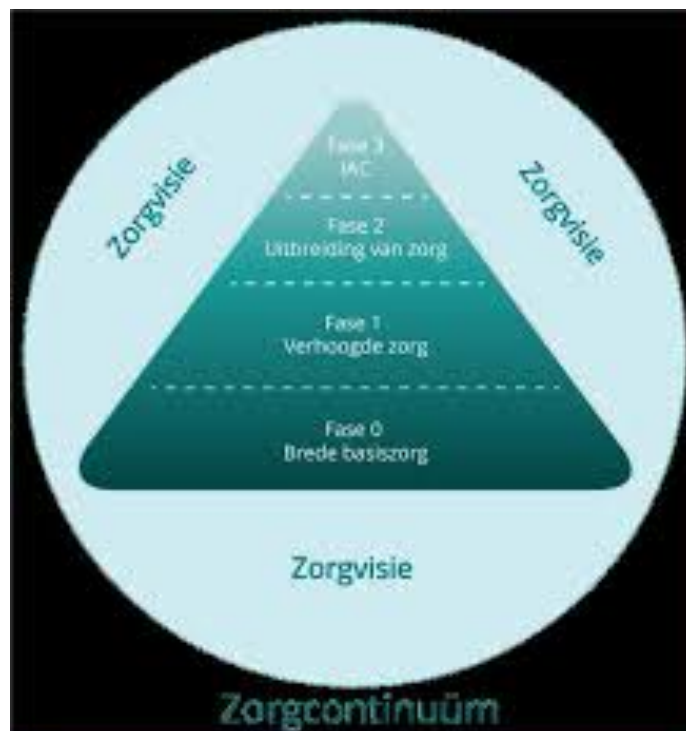 Zorgvisie
Zorgvisie
Fase 3
IAC
Fase 2
Uitbreiding van zorg
Fase 1
Verhoogde zorg
Fase 0
Brede basiszorg
Zorgvisie
Zorgcontinuüm